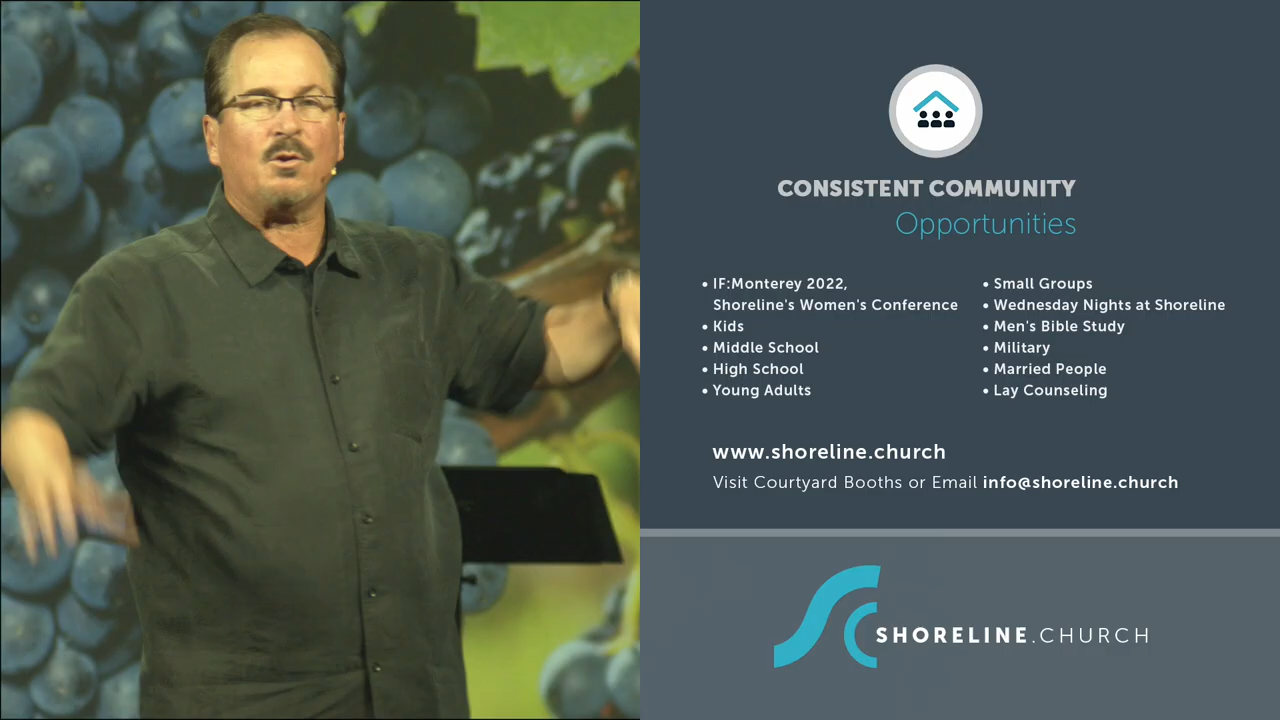 CONSISTENT COMMUNITY
Opportunities
• IF:Monterey 2022,
Shoreline's Women's Conference
• Kids
• Middle School
• High School
• Young Adults
• Small Groups
• Wednesday Nights at Shoreline
• Men's Bible Study
• Military
• Married People
• Lay Counseling
www.shoreline.church
Visit Courtyard Booths or Email info@shoreline.church
SHORELINE.CHURCH